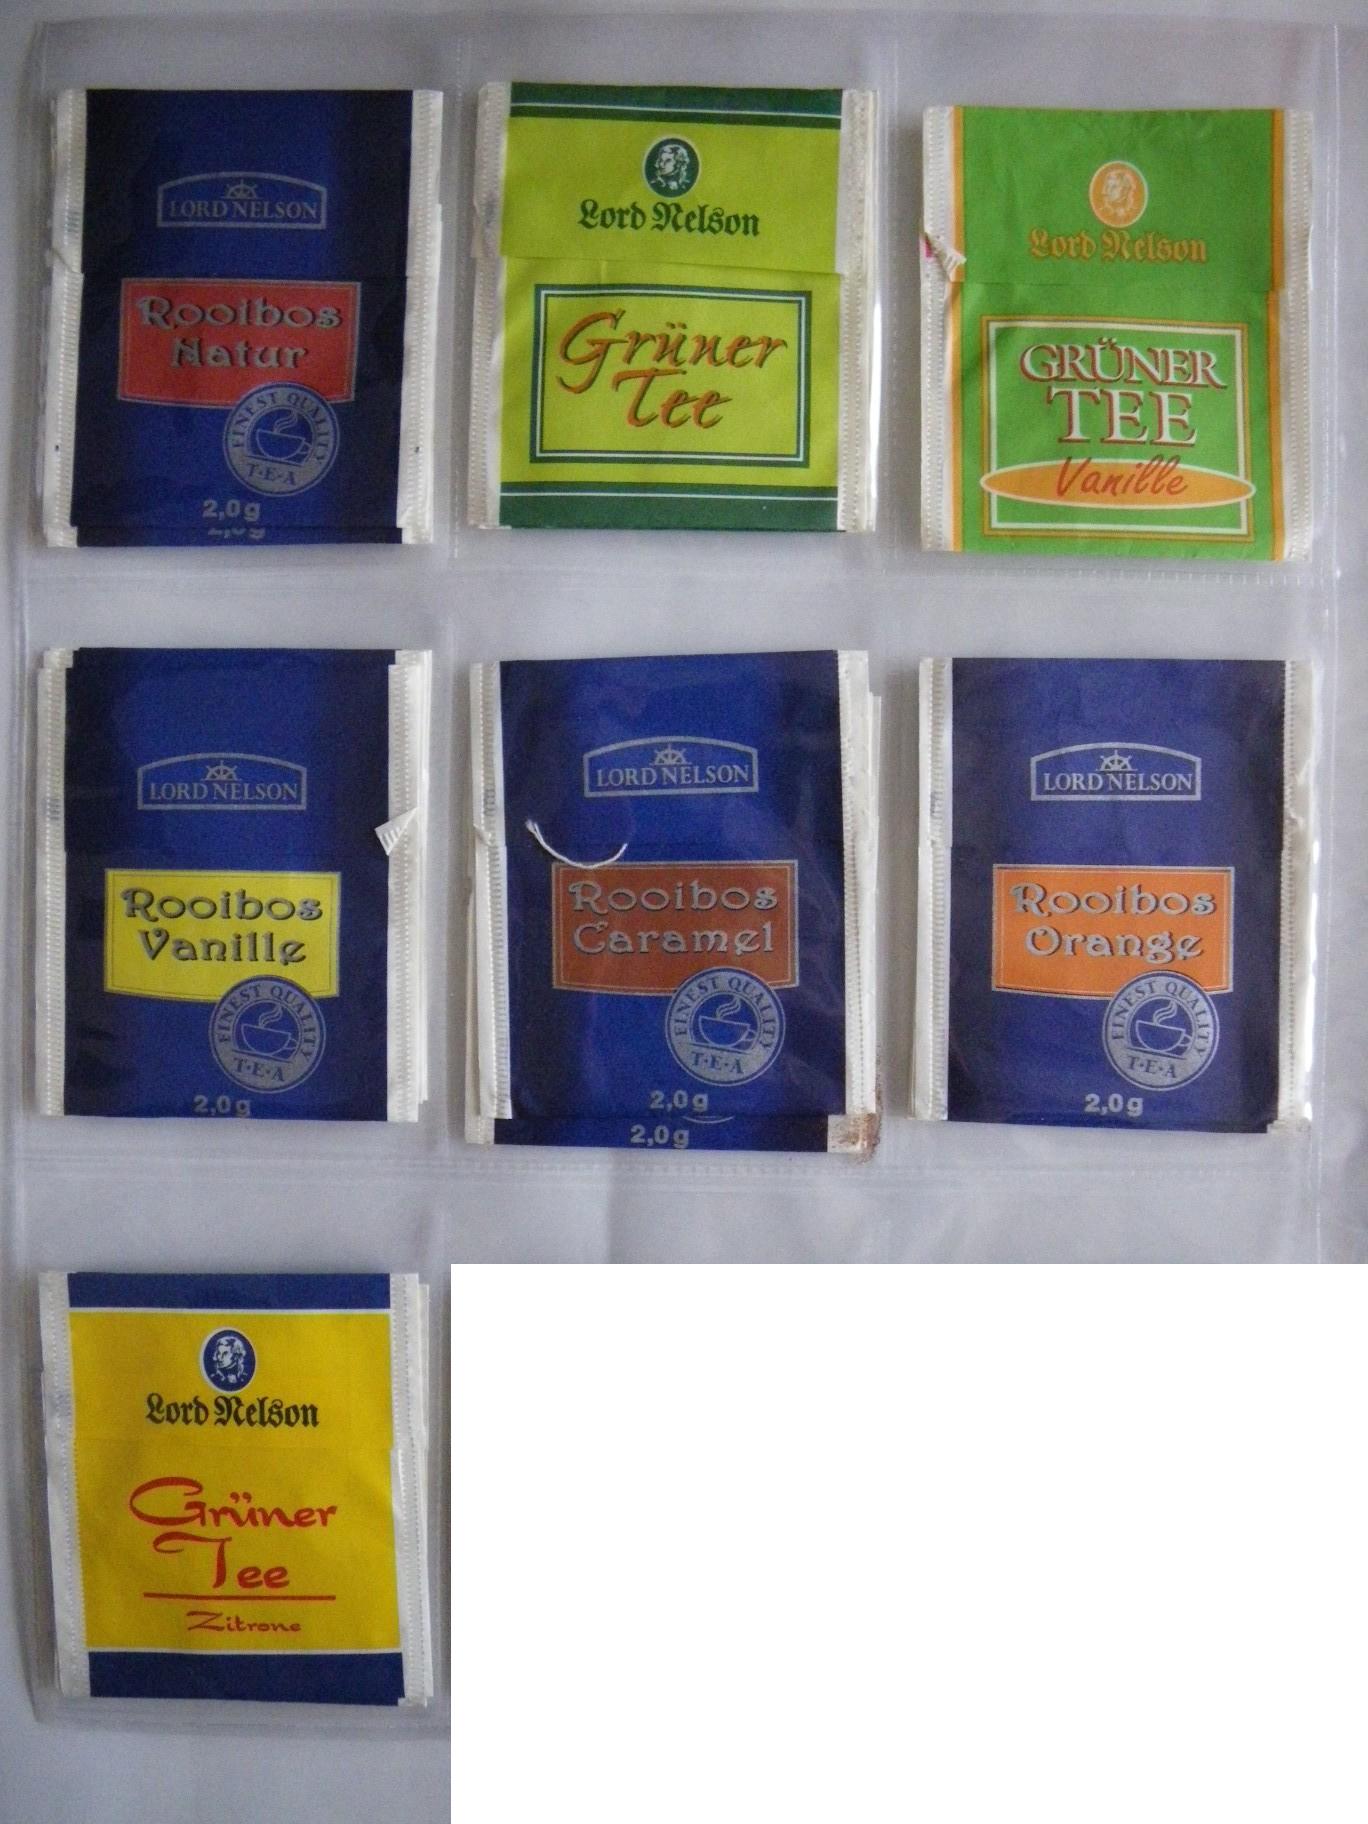 LORD NELSON
Rooibos
Natur
FINEST QUALITY
T·E·A
2,0g
Lord Nelson
Grüner
Tee
Lord Nelson
GRÜNER
TEE
Vanille
LORD NELSON
Rooibos
Vanille
FINEST QUALITY
T·E·A
2,0g
LORD NELSON
Rooibos
Caramel
FINEST QUALITY
T·E·A
2,0g
2,0g
LORD NELSON
Rooibos
Orange
FINEST QUALITY
T·E·A
2,0g
Lord Nelson
Grüner
Tee
Zitrone